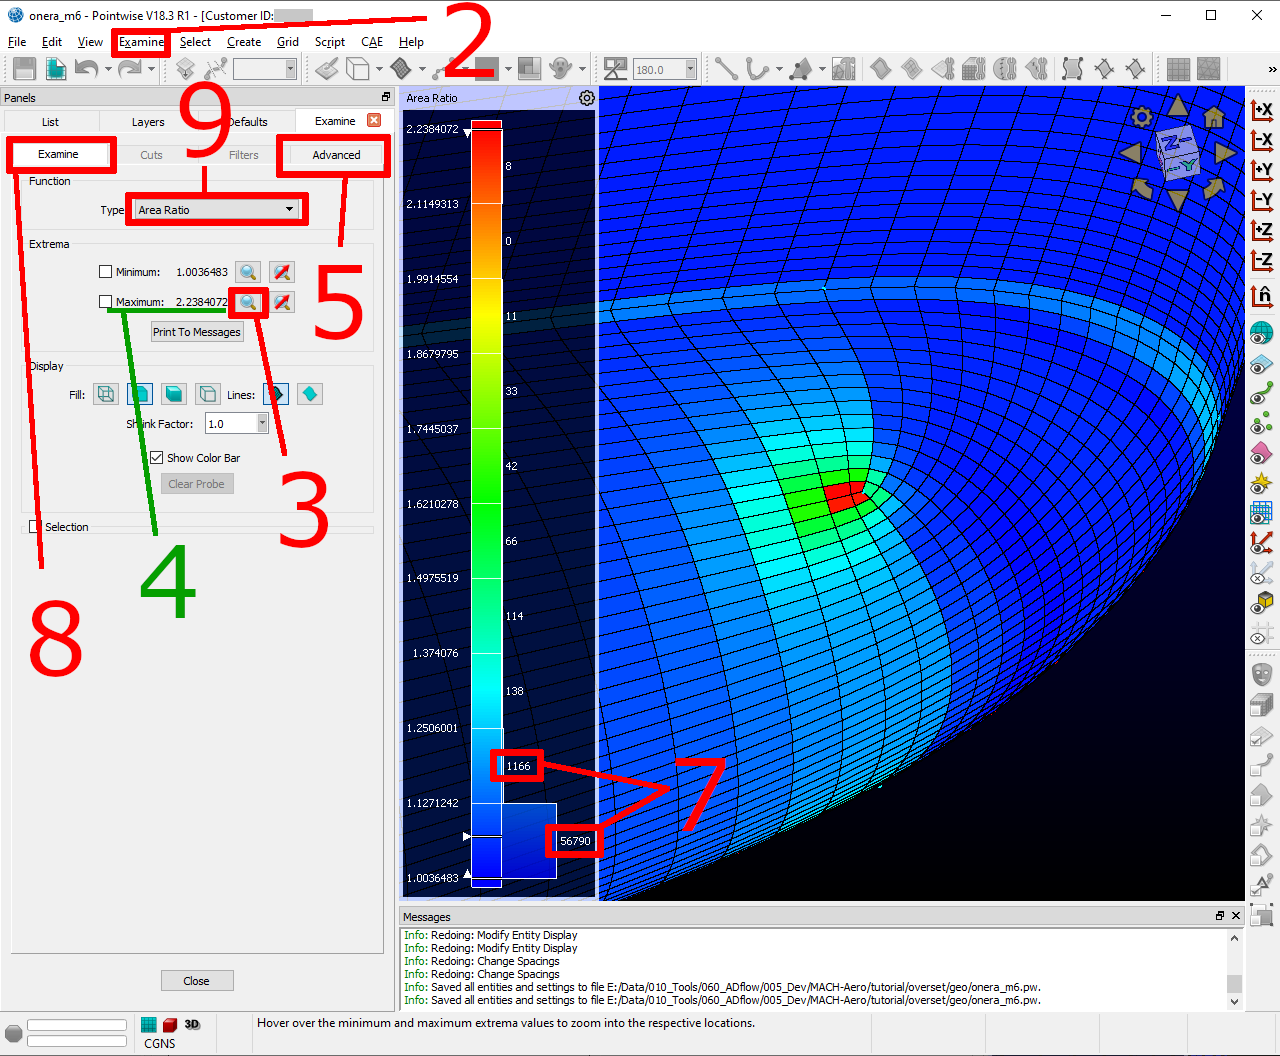 onera_m6 - Pointwise V18.3 R1 - [Customer ID:
File Edit View Examine Select Create Grid Script CAE Help
2
180.0
»
Panels
List Layers Defaults Examine
9
Examine Cuts Filters Advanced
Function
Type: Area Ratio
Extrema
Minimum: 1.0036483
Maximum: 2.2384072
Print To Messages
5
Display
Fill: Lines:
Shrink Factor: 1.0
Show Color Bar
Clear Probe
3
Selection
4
8
Close
Area Ratio
2.2384072
8
2.1149313
0
1.9914554
11
1.8679795
33
1.7445037
42
1.6210278
66
1.4975519
114
1.374076
138
1.2506001
1166
1.1271242
56790
1.0036483
7
Z-
-Y
+X
-X
+Y
-Y
+Z
-Z
n̂
Messages
Info: Redoing: Modify Entity Display
Info: Redoing: Modify Entity Display
Info: Redoing: Change Spacings
Info: Redoing: Change Spacings
Info: Saved all entities and settings to file E:/Data/010_Tools/060_ADflow/005_Dev/MACH-Aero/tutorial/overset/geo/onera_m6.pw.
Info: Saved all entities and settings to file E:/Data/010_Tools/060_ADflow/005_Dev/MACH-Aero/tutorial/overset/geo/onera_m6.pw.
3D
CGNS
Hover over the minimum and maximum extrema values to zoom into the respective locations.